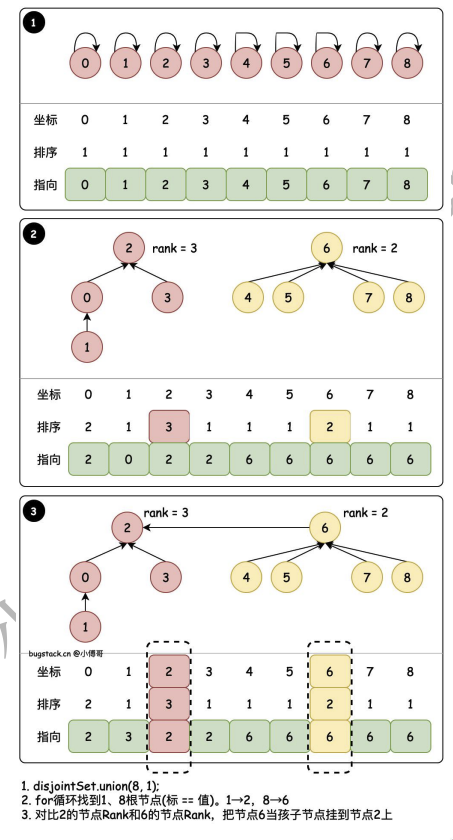 1
0 1 2 3 4 5 6 7 8
坐标 0 1 2 3 4 5 6 7 8
排序 1 1 1 1 1 1 1 1 1
指向 0 1 2 3 4 5 6 7 8
2
2 rank = 3 6 rank = 2
0 3 4 5 7 8
1
坐标 0 1 2 3 4 5 6 7 8
排序 2 1 3 1 1 1 2 1 1
指向 2 0 2 2 6 6 6 6 6
3
2 rank = 3 6 rank = 2
0 3 4 5 7 8
1
bugstack.cn @小傅哥
坐标 0 1 2 3 4 5 6 7 8
排序 2 1 3 1 1 1 2 1 1
指向 2 3 2 2 6 6 6 6 6
1. disjointSet.union(8, 1);
2. for循环找到1、8根节点(标 == 值)。1→2，8→6
3. 对比2的节点Rank和6的节点Rank，把节点6当孩子节点挂到节点2上